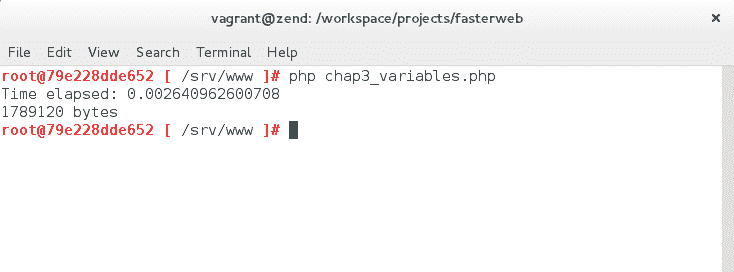 vagrant@zend: /workspace/projects/fasterweb
File Edit View Search Terminal Help
root@79e228dde652 [ /srv/www ]# php chap3_variables.php
Time elapsed: 0.002640962600708
1789120 bytes
root@79e228dde652 [ /srv/www ]#